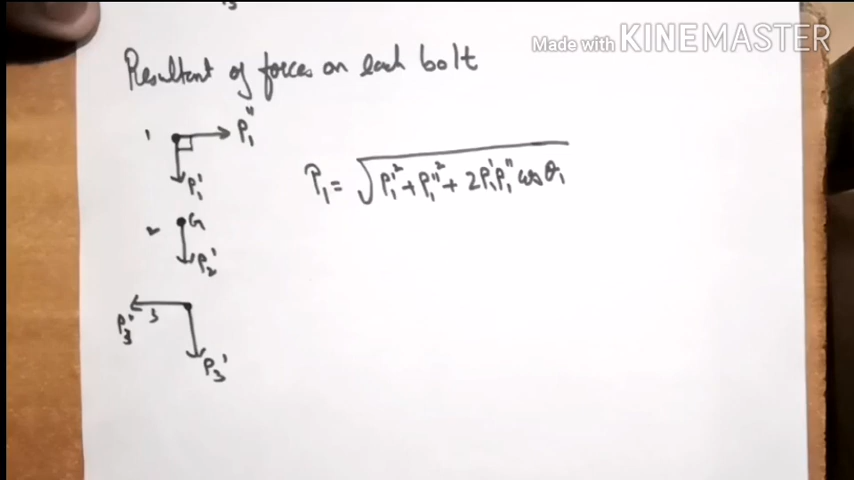 Made with KINEMASTER
Resultant of forces on each bolt
1 P₁"
P₁'
P₁ = √P₁'² + P₁"² + 2P₁'P₁" cos θ₁
2 G
P₂'
P₃" 3
P₃'